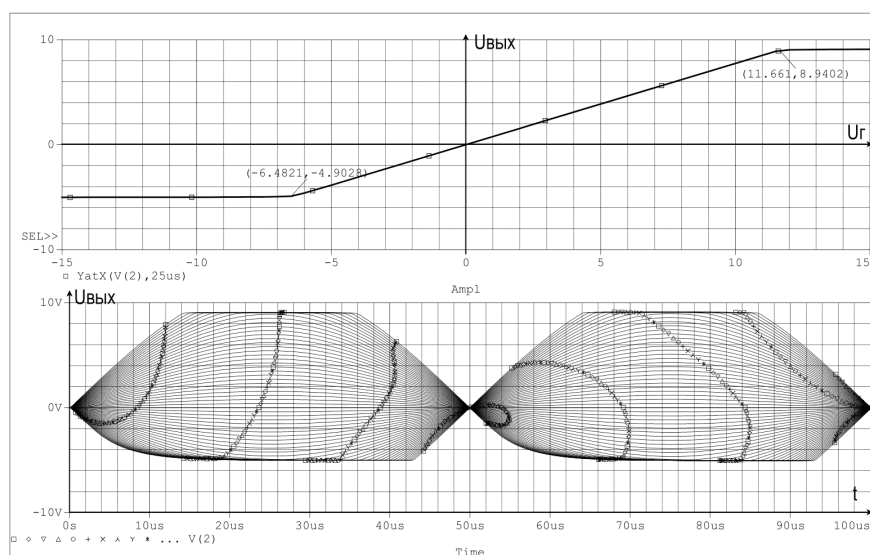 10
Uвых
(11.661,8.9402)
Uг
0
(-6.4821,-4.9028)
SEL>>
-10
-15 -10 -5 0 5 10 15
YatX(V(2),25us)
Ampl
10V
Uвых
0V
t
-10V
0s 10us 20us 30us 40us 50us 60us 70us 80us 90us 100us
... V(2)
Time